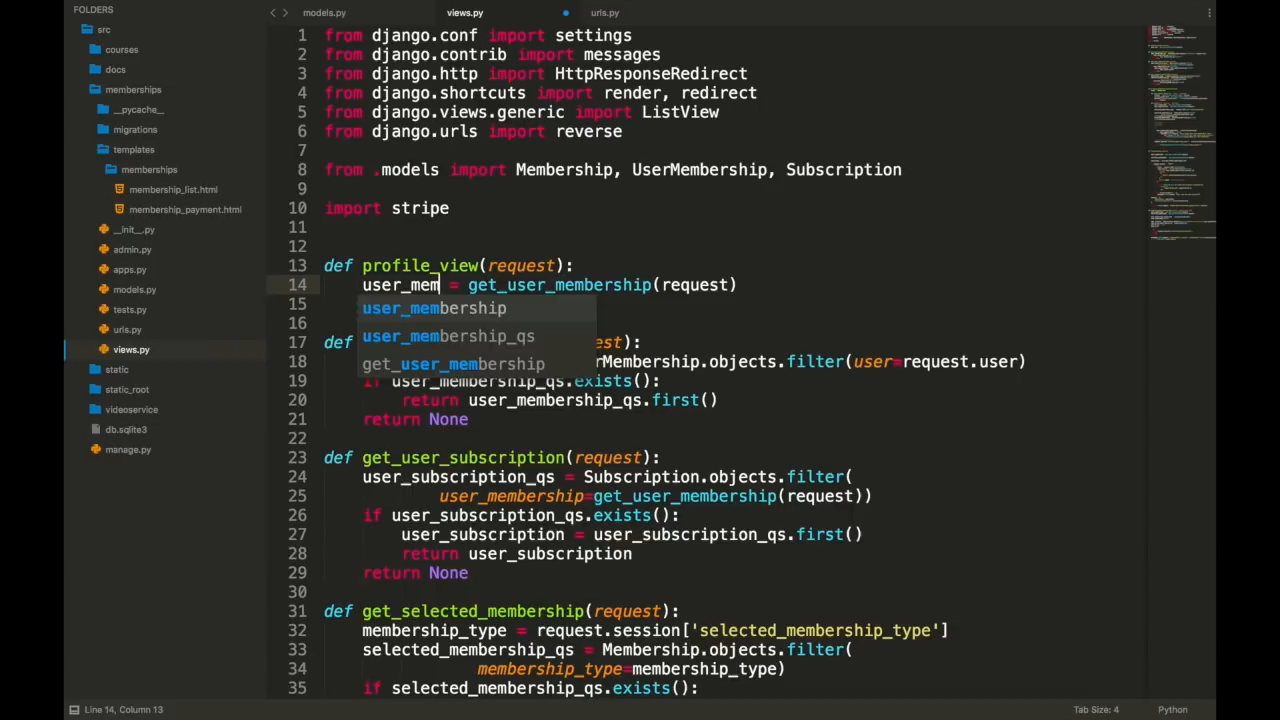 FOLDERS
src
courses
docs
memberships
__pycache__
migrations
templates
memberships
membership_list.html
membership_payment.html
__init__.py
admin.py
apps.py
models.py
tests.py
urls.py
views.py
static
static_root
videoservice
db.sqlite3
manage.py
models.py views.py urls.py
1 from django.conf import settings
2 from django.contrib import messages
3 from django.http import HttpResponseRedirect
4 from django.shortcuts import render, redirect
5 from django.views.generic import ListView
6 from django.urls import reverse
7
8 from .models import Membership, UserMembership, Subscription
9
10 import stripe
11
12
13 def profile_view(request):
14 user_mem = get_user_membership(request)
user_membership
user_membership_qs
get_user_membership
15
16
17 def est):
18 rMembership.objects.filter(user=request.user)
19 if user_membership_qs.exists():
20 return user_membership_qs.first()
21 return None
22
23 def get_user_subscription(request):
24 user_subscription_qs = Subscription.objects.filter(
25 user_membership=get_user_membership(request))
26 if user_subscription_qs.exists():
27 user_subscription = user_subscription_qs.first()
28 return user_subscription
29 return None
30
31 def get_selected_membership(request):
32 membership_type = request.session['selected_membership_type']
33 selected_membership_qs = Membership.objects.filter(
34 membership_type=membership_type)
35 if selected_membership_qs.exists():
Line 14, Column 13
Tab Size: 4
Python